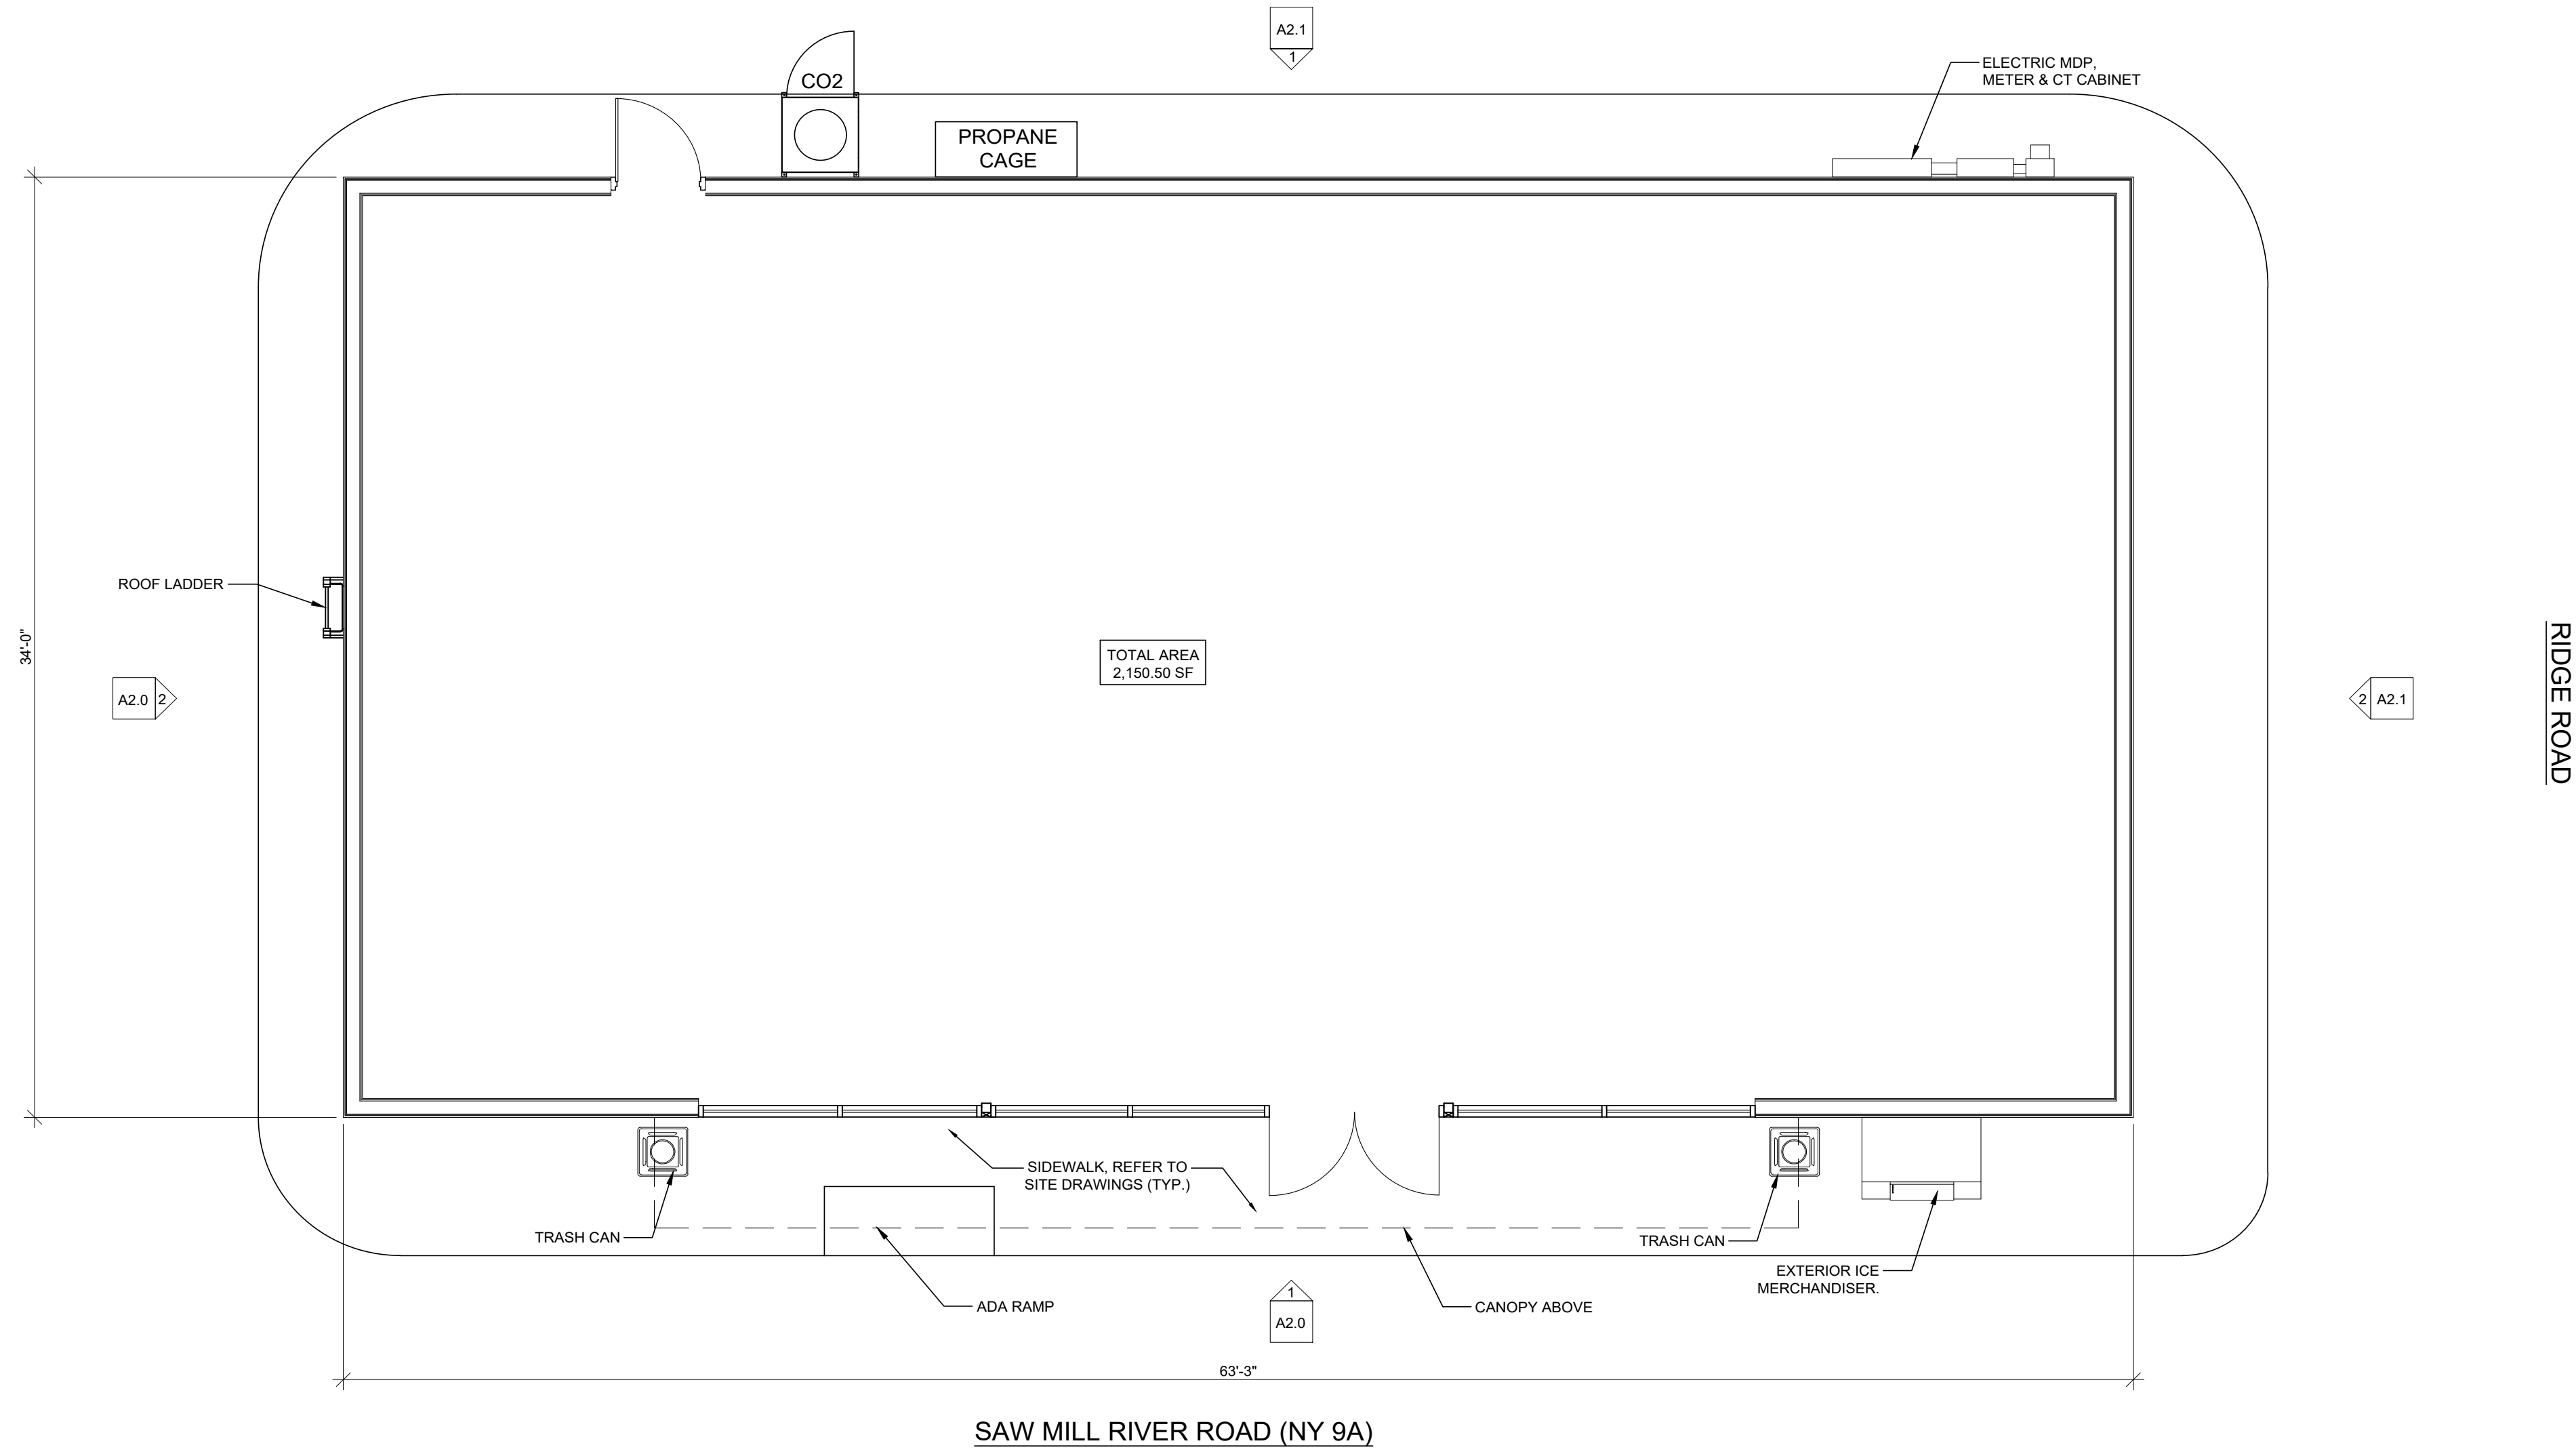 A2.1
1
ELECTRIC MDP,
METER & CT CABINET
CO2
PROPANE
CAGE
ROOF LADDER
34'-0"
TOTAL AREA
2,150.50 SF
A2.0
2
2
A2.1
RIDGE ROAD
SIDEWALK, REFER TO
SITE DRAWINGS (TYP.)
TRASH CAN
TRASH CAN
EXTERIOR ICE
MERCHANDISER.
ADA RAMP
CANOPY ABOVE
1
A2.0
63'-3"
SAW MILL RIVER ROAD (NY 9A)